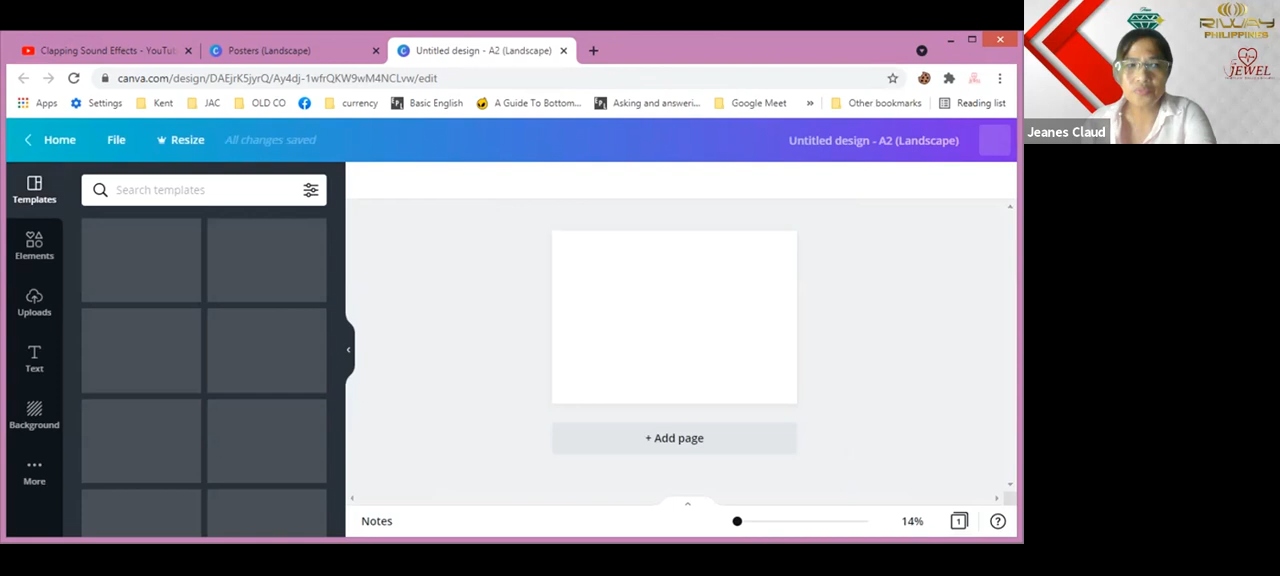 Clapping Sound Effects - YouTu
Posters (Landscape)
Untitled design - A2 (Landscape)
canva.com/design/DAEjrK5jyrQ/Ay4dj-1wfrQKW9wM4NCLvw/edit
Apps
Settings
Kent
JAC
OLD CO
currency
Basic English
A Guide To Bottom...
Asking and answeri...
Google Meet
»
Other bookmarks
Reading list
Home
File
Resize
All changes saved
Untitled design - A2 (Landscape)
Templates
Search templates
Elements
Uploads
Text
Background
More
+ Add page
Notes
14%
1
?
RIWAY
PHILIPPINES
JEWEL
Jeanes Claud